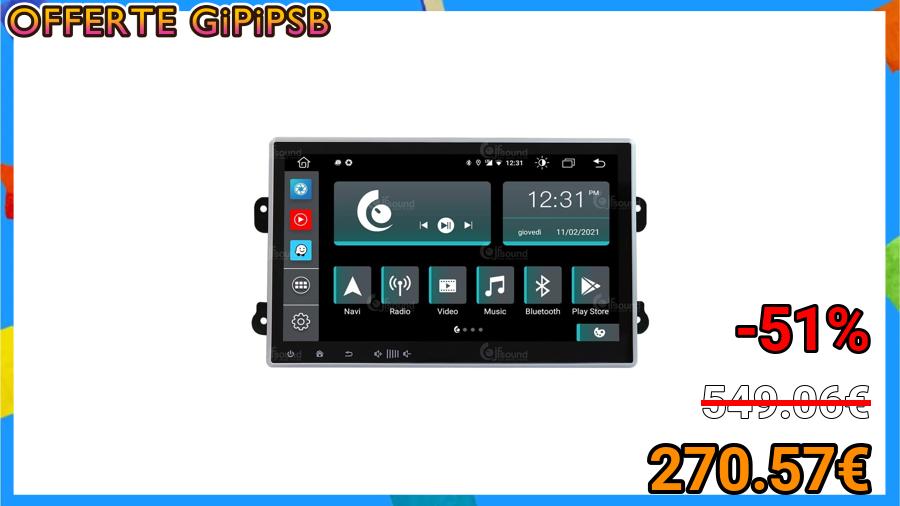 OFFERTE GiPiPSB
12:31
12:31 PM
giovedì 11/02/2021
Navi Radio Video Music Bluetooth Play Store
jfsound
-51%
549.06€
270.57€